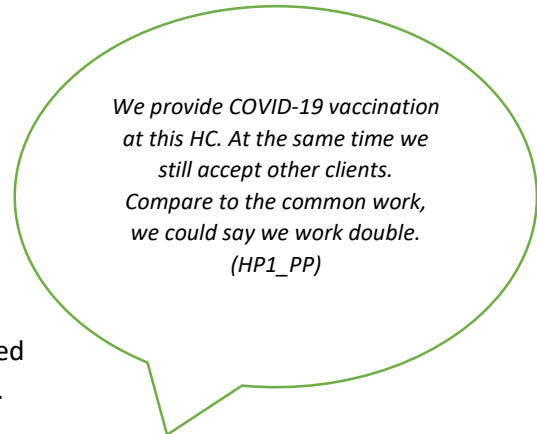 We provide COVID-19 vaccination
at this HC. At the same time we
still accept other clients.
Compare to the common work,
we could say we work double.
(HP1_PP)
ed
.